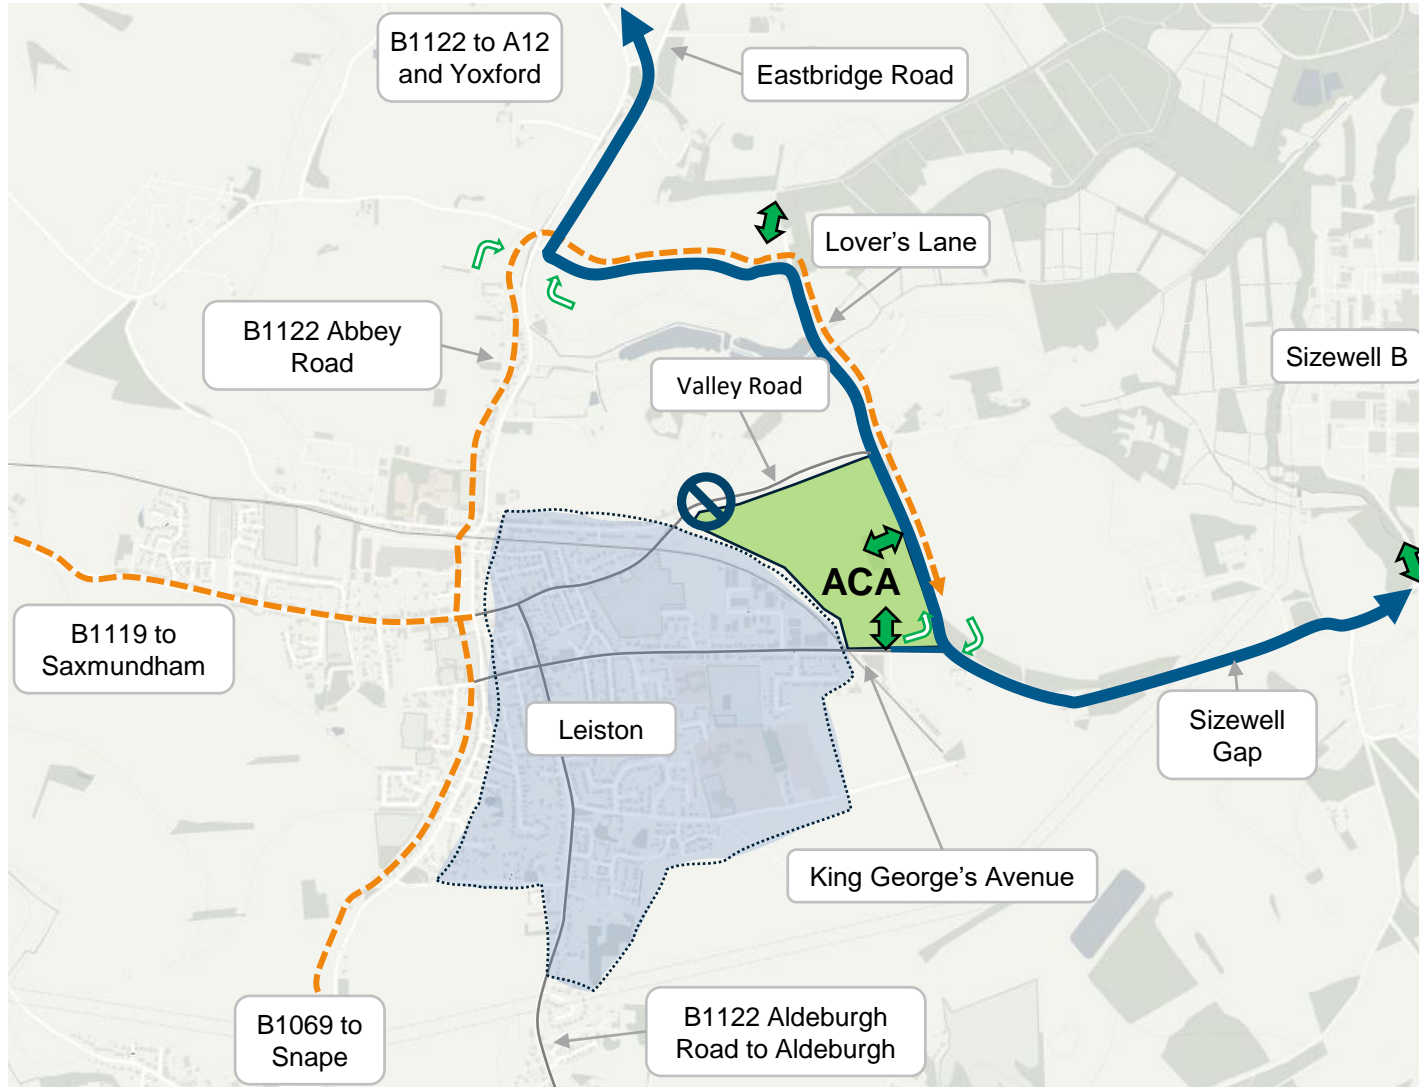 B1122 to A12
and Yoxford
Eastbridge Road
Lover's Lane
B1122 Abbey
Road
Sizewell B
Valley Road
ACA
B1119 to
Saxmundham
Leiston
Sizewell
Gap
King George's Avenue
B1069 to
Snape
B1122 Aldeburgh
Road to Aldeburgh